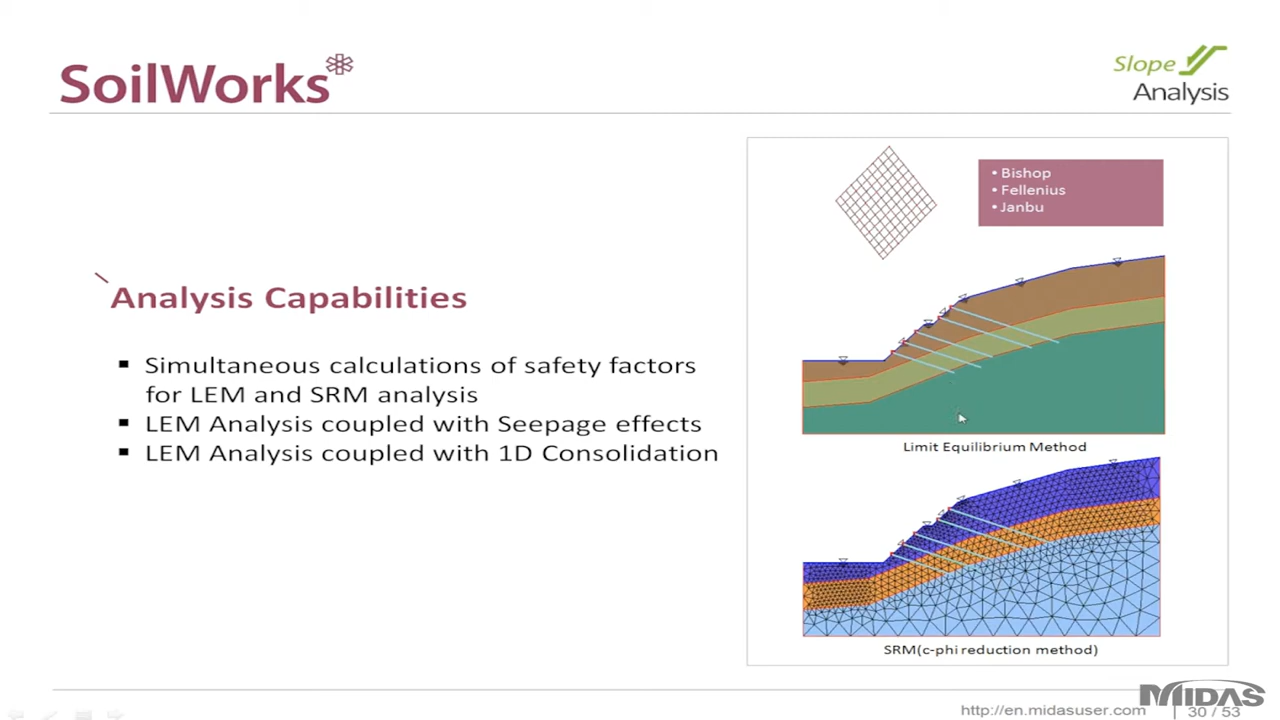 SoilWorks*
Slope
Analysis
• Bishop
• Fellenius
• Janbu
Analysis Capabilities
▪ Simultaneous calculations of safety factors
for LEM and SRM analysis
▪ LEM Analysis coupled with Seepage effects
▪ LEM Analysis coupled with 1D Consolidation
Limit Equilibrium Method
SRM(c-phi reduction method)
MIDAS
http://en.midasuser.com
30 / 53